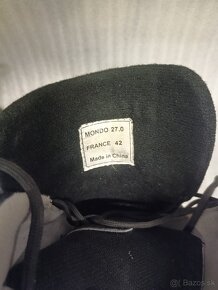 MONDO 27.0
FRANCE 42
Made in China
Bazos.sk